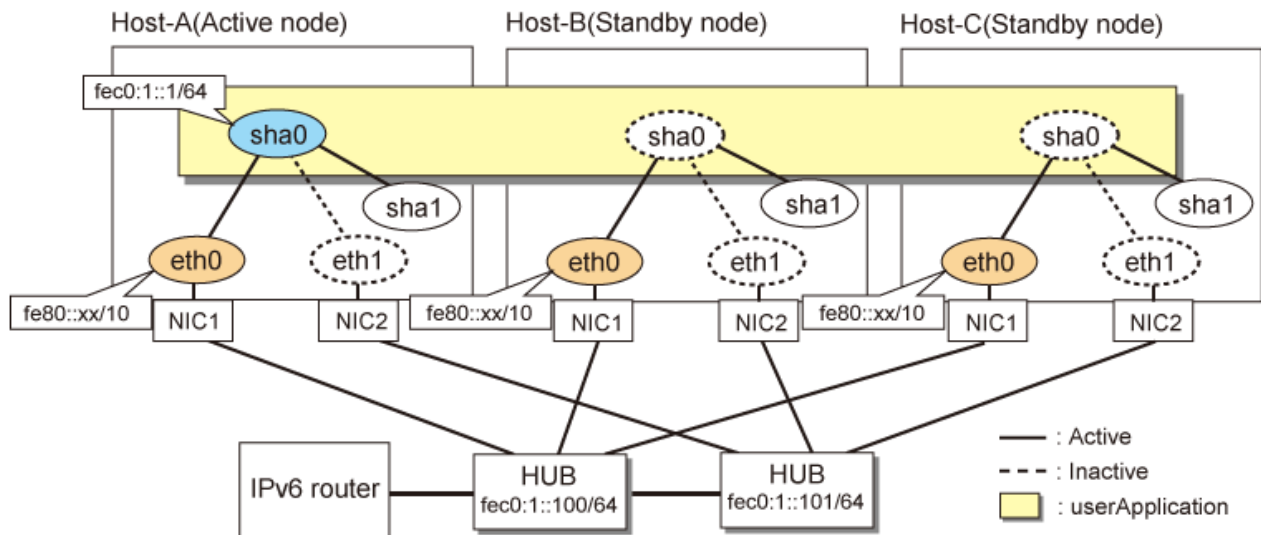 Host-A(Active node)
Host-B(Standby node)
Host-C(Standby node)
fec0:1::1/64
sha0
sha0
sha0
sha1
sha1
sha1
eth0
eth1
eth0
eth1
eth0
eth1
fe80::xx/10
NIC1
NIC2
fe80::xx/10
NIC1
NIC2
fe80::xx/10
NIC1
NIC2
IPv6 router
HUB
fec0:1::100/64
HUB
fec0:1::101/64
: Active
: Inactive
: userApplication